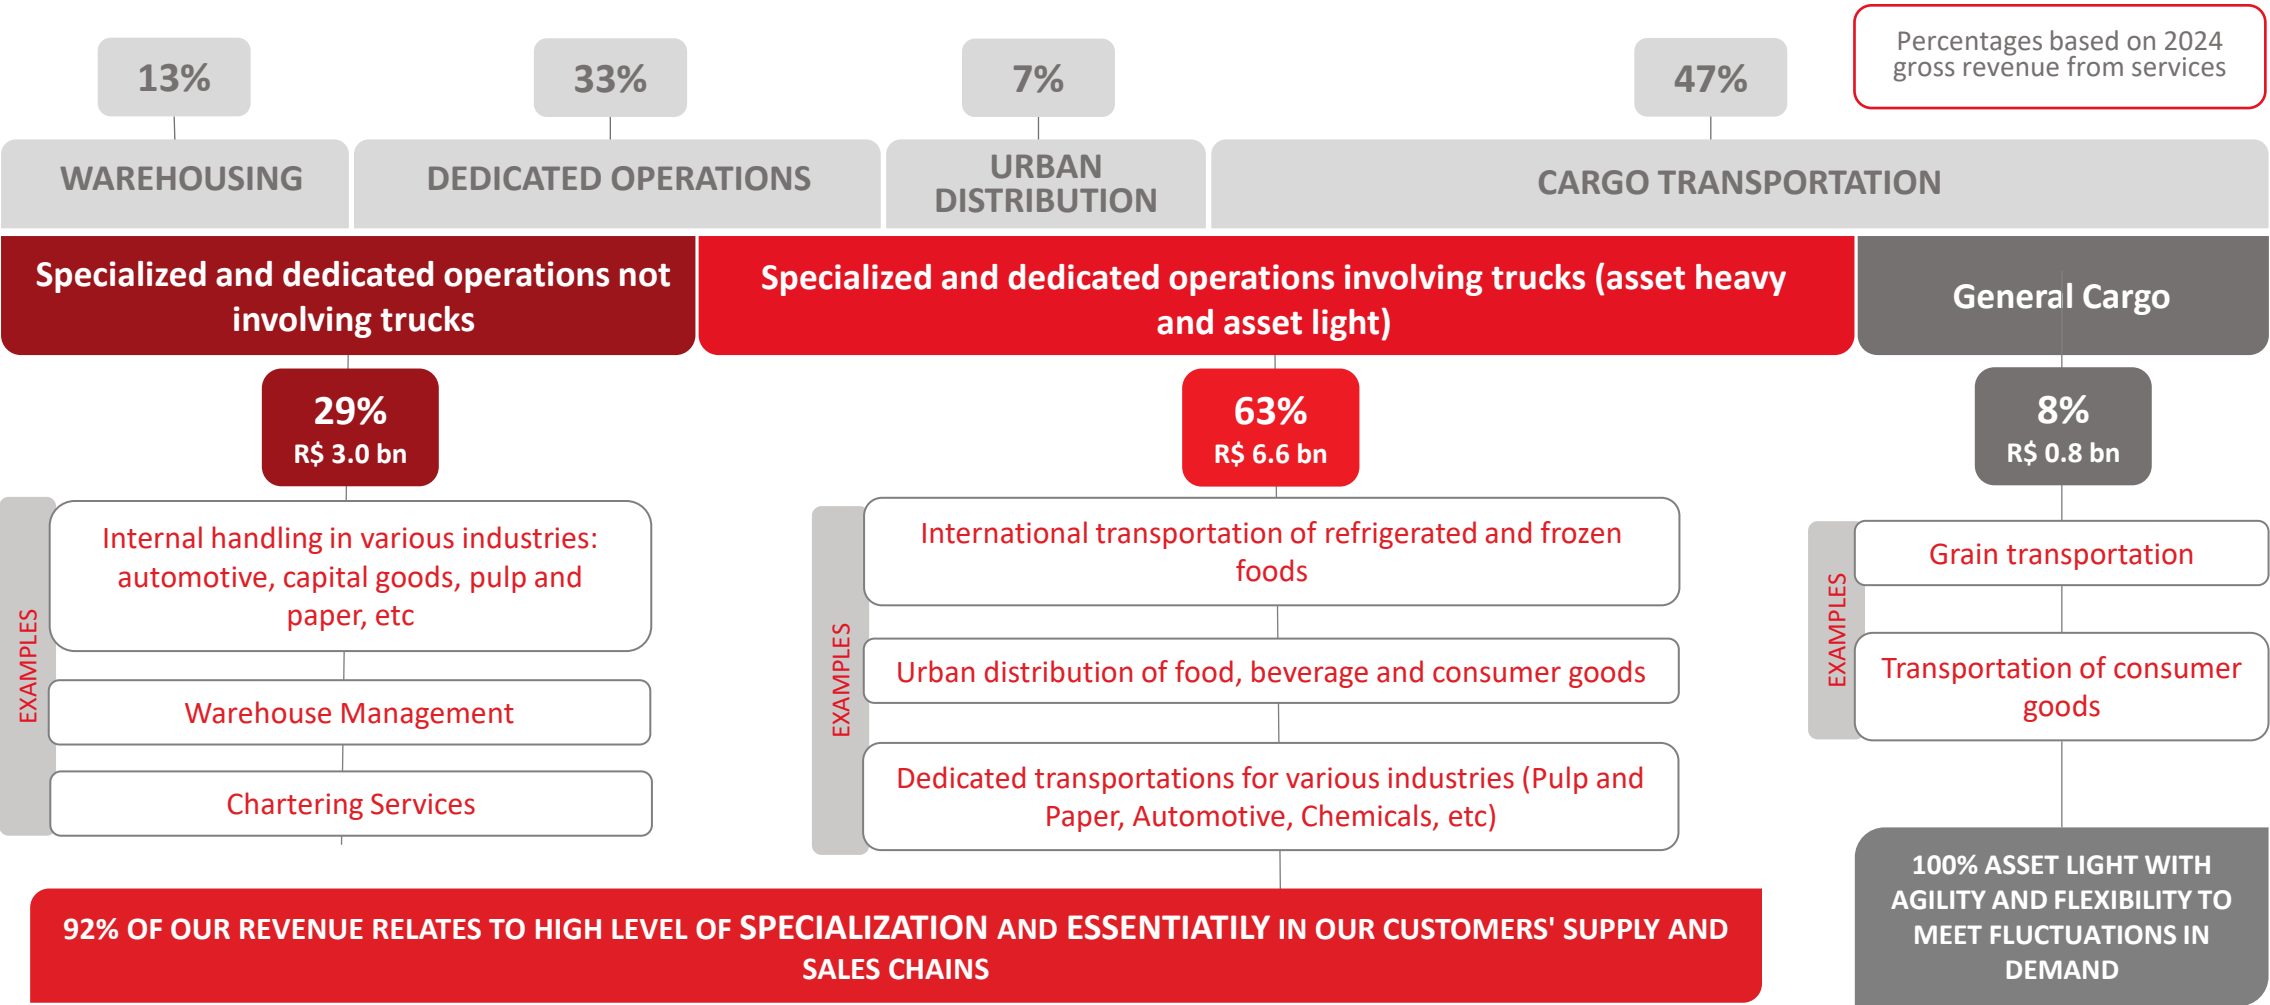 Percentages based on 2024
gross revenue from services
13%
33%
7%
47%
WAREHOUSING
DEDICATED OPERATIONS
URBAN
DISTRIBUTION
CARGO TRANSPORTATION
Specialized and dedicated operations not
involving trucks
Specialized and dedicated operations involving trucks (asset heavy
and asset light)
General Cargo
29%
R$ 3.0 bn
63%
R$ 6.6 bn
8%
R$ 0.8 bn
EXAMPLES
Internal handling in various industries:
automotive, capital goods, pulp and
paper, etc
Warehouse Management
Chartering Services
EXAMPLES
International transportation of refrigerated and frozen
foods
Urban distribution of food, beverage and consumer goods
Dedicated transportations for various industries (Pulp and
Paper, Automotive, Chemicals, etc)
EXAMPLES
Grain transportation
Transportation of consumer
goods
92% OF OUR REVENUE RELATES TO HIGH LEVEL OF SPECIALIZATION AND ESSENTIATILY IN OUR CUSTOMERS' SUPPLY AND
SALES CHAINS
100% ASSET LIGHT WITH
AGILITY AND FLEXIBILITY TO
MEET FLUCTUATIONS IN
DEMAND